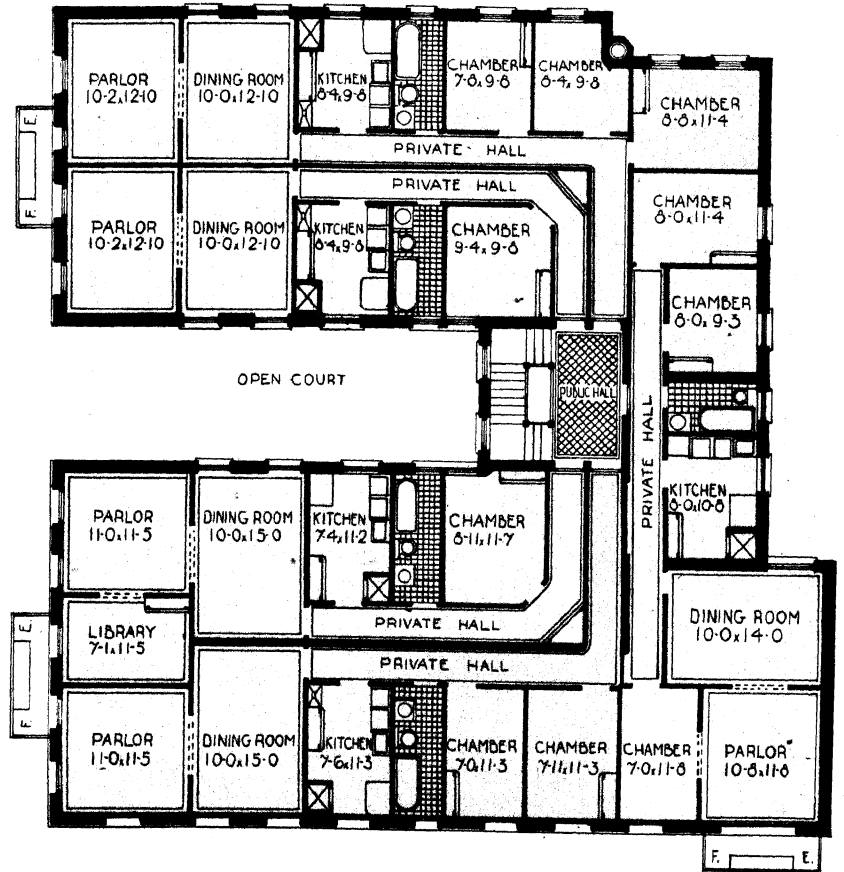 PARLOR
10-2x12-10
DINING ROOM
10-0x12-10
KITCHEN
8-4x9-8
CHAMBER
7-8x9-8
CHAMBER
8-4x9-8
CHAMBER
8-8x11-4
PRIVATE HALL
F. E.
PRIVATE HALL
PARLOR
10-2x12-10
DINING ROOM
10-0x12-10
KITCHEN
8-4x9-8
CHAMBER
9-4x9-8
CHAMBER
8-0x11-4
CHAMBER
8-0x9-3
OPEN COURT
PUBLIC HALL
PRIVATE HALL
KITCHEN
8-0x10-8
PARLOR
11-0x11-5
DINING ROOM
10-0x15-0
KITCHEN
7-4x11-2
CHAMBER
8-11x11-7
LIBRARY
7-1x11-5
PRIVATE HALL
DINING ROOM
10-0x14-0
F. E.
PRIVATE HALL
PARLOR
11-0x11-5
DINING ROOM
10-0x15-0
KITCHEN
7-6x11-3
CHAMBER
7-0x11-3
CHAMBER
7-11x11-3
CHAMBER
7-0x11-8
PARLOR
10-8x11-8
F. E.